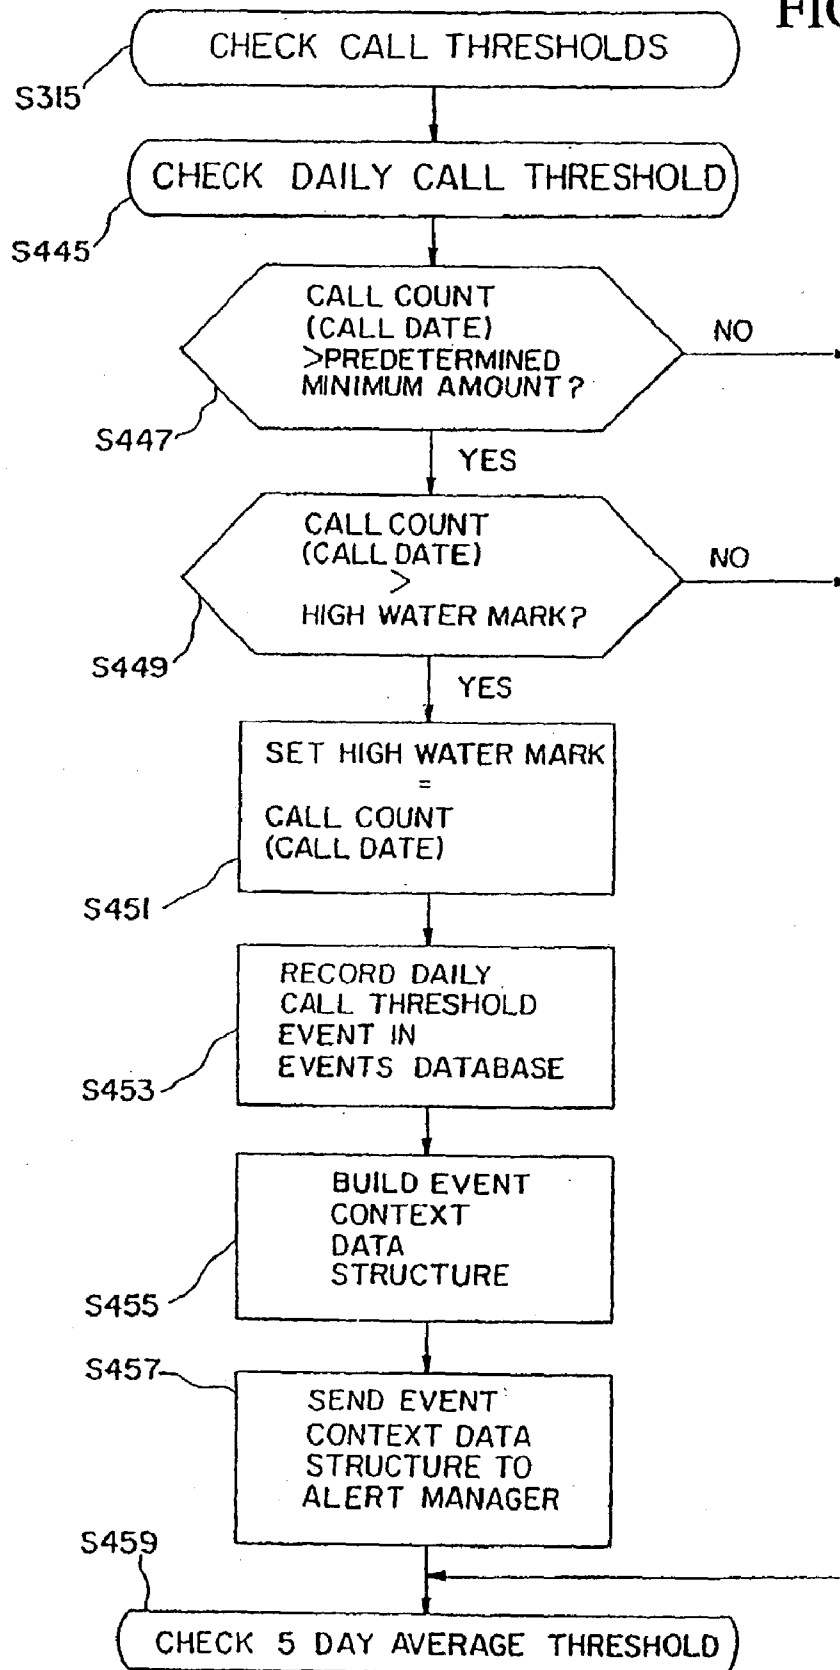 FIG
CHECK CALL THRESHOLDS
S315
CHECK DAILY CALL THRESHOLD
S445
CALL COUNT
(CALL DATE)
>PREDETERMINED
MINIMUM AMOUNT?
NO
S447
YES
CALL COUNT
(CALL DATE)
>
HIGH WATER MARK?
NO
S449
YES
SET HIGH WATER MARK
=
CALL COUNT
(CALL DATE)
S451
RECORD DAILY
CALL THRESHOLD
EVENT IN
EVENTS DATABASE
S453
BUILD EVENT
CONTEXT
DATA
STRUCTURE
S455
S457
SEND EVENT
CONTEXT DATA
STRUCTURE TO
ALERT MANAGER
S459
CHECK 5 DAY AVERAGE THRESHOLD